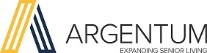 ARGENTUM
EXPANDING SENIOR LIVING